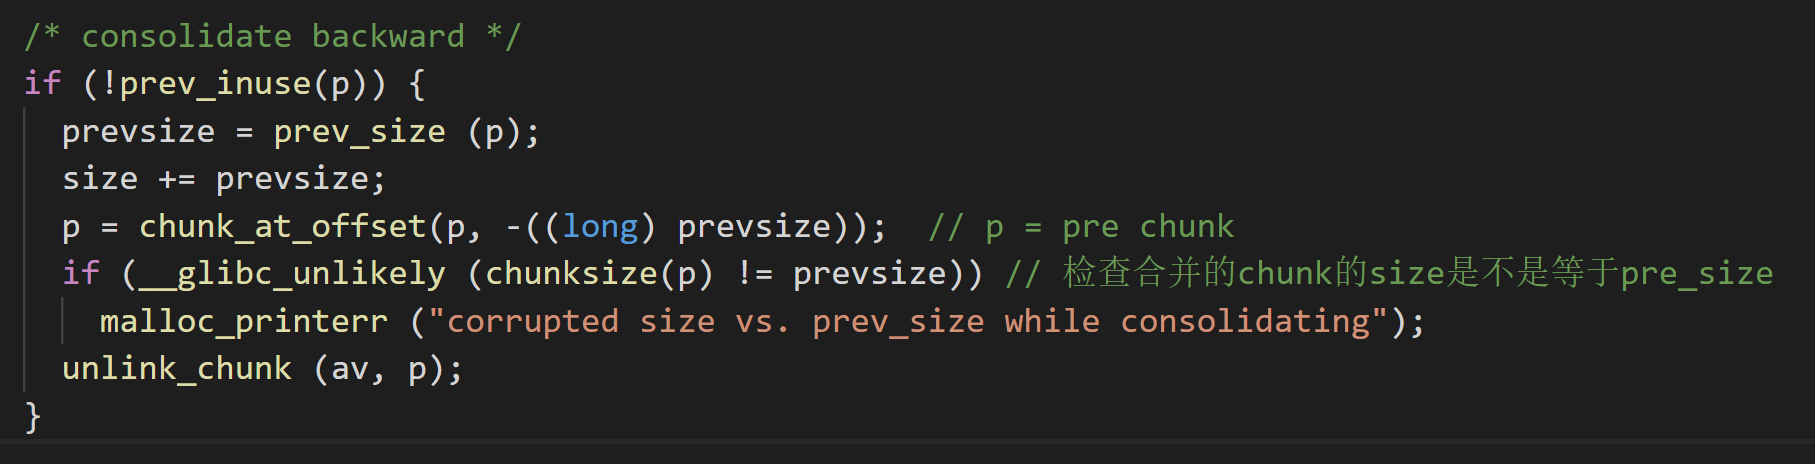 /* consolidate backward */
if (!prev_inuse(p)) {
  prevsize = prev_size (p);
  size += prevsize;
  p = chunk_at_offset(p, -((long) prevsize));  // p = pre chunk
  if (__glibc_unlikely (chunksize(p) != prevsize)) // 检查合并的chunk的size是不是等于pre_size
    malloc_printerr ("corrupted size vs. prev_size while consolidating");
  unlink_chunk (av, p);
}